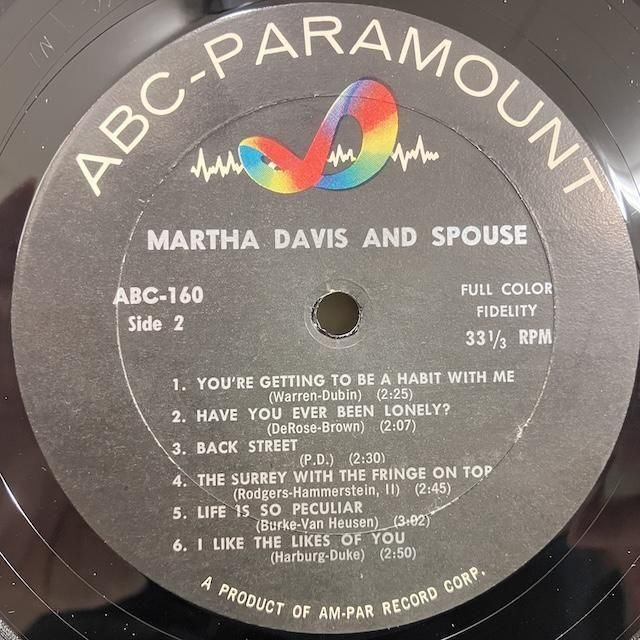 ABC-PARAMOUNT
MARTHA DAVIS AND SPOUSE
ABC-160
Side 2
FULL COLOR
FIDELITY
33 1/3 RPM
1. YOU'RE GETTING TO BE A HABIT WITH ME
(Warren-Dubin) (2:25)
2. HAVE YOU EVER BEEN LONELY?
(DeRose-Brown) (2:07)
3. BACK STREET
(P.D.) (2:30)
4. THE SURREY WITH THE FRINGE ON TOP
(Rodgers-Hammerstein, II) (2:45)
5. LIFE IS SO PECULIAR
(Burke-Van Heusen) (3:02)
6. I LIKE THE LIKES OF YOU
(Harburg-Duke) (2:50)
A PRODUCT OF AM-PAR RECORD CORP.